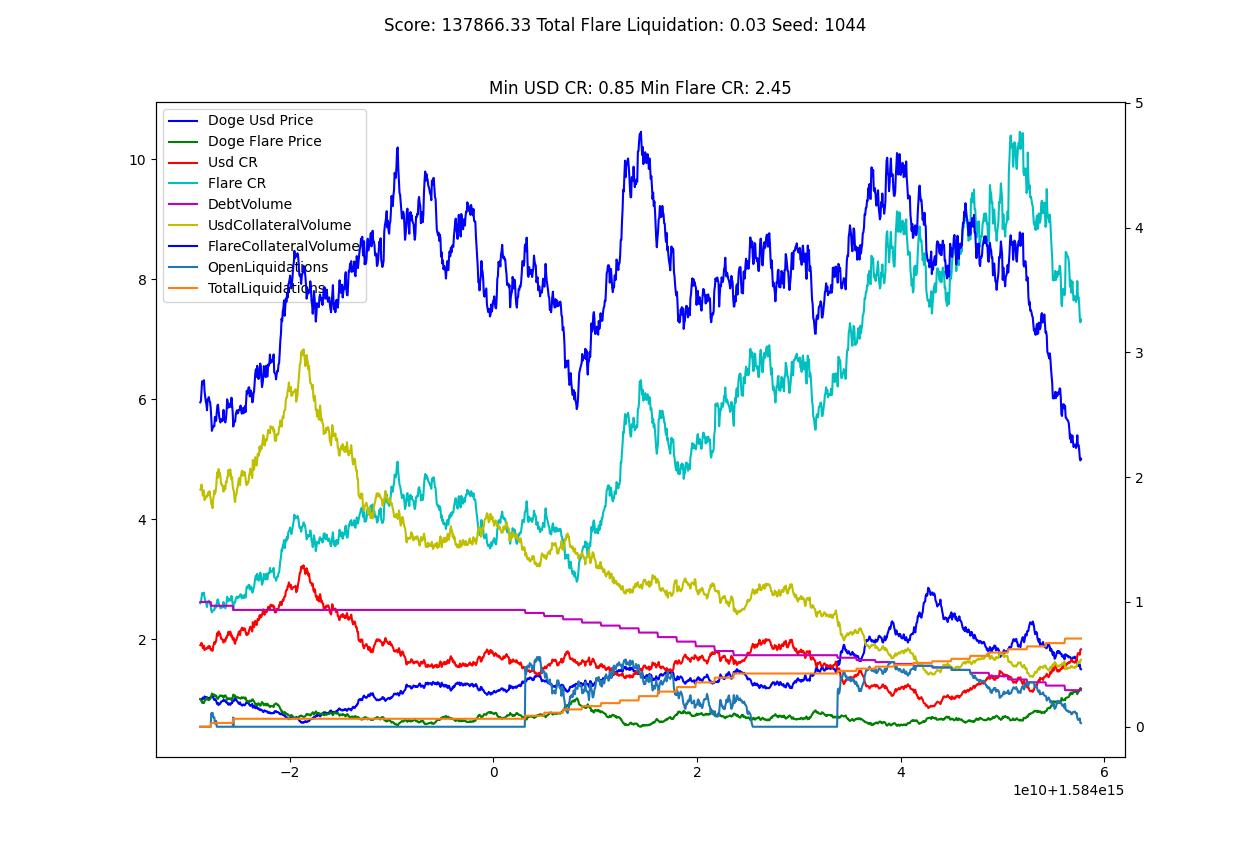 Score: 137866.33 Total Flare Liquidation: 0.03 Seed: 1044
Min USD CR: 0.85 Min Flare CR: 2.45
Doge Usd Price
Doge Flare Price
Usd CR
Flare CR
DebtVolume
UsdCollateralVolume
FlareCollateralVolume
OpenLiquidations
TotalLiquidations
10
8
6
4
2
5
4
3
2
1
0
−2
0
2
4
6
1e10+1.584e15